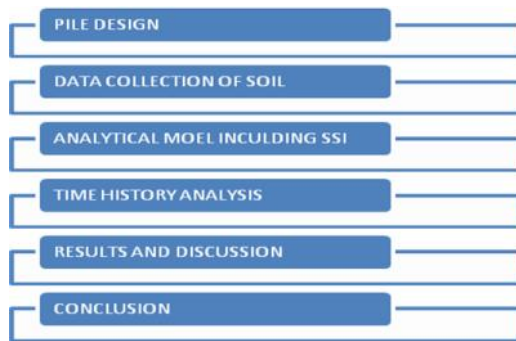 PILE DESIGN
DATA COLLECTION OF SOIL
ANALYTICAL MOEL INCULDING SSI
TIME HISTORY ANALYSIS
RESULTS AND DISCUSSION
CONCLUSION